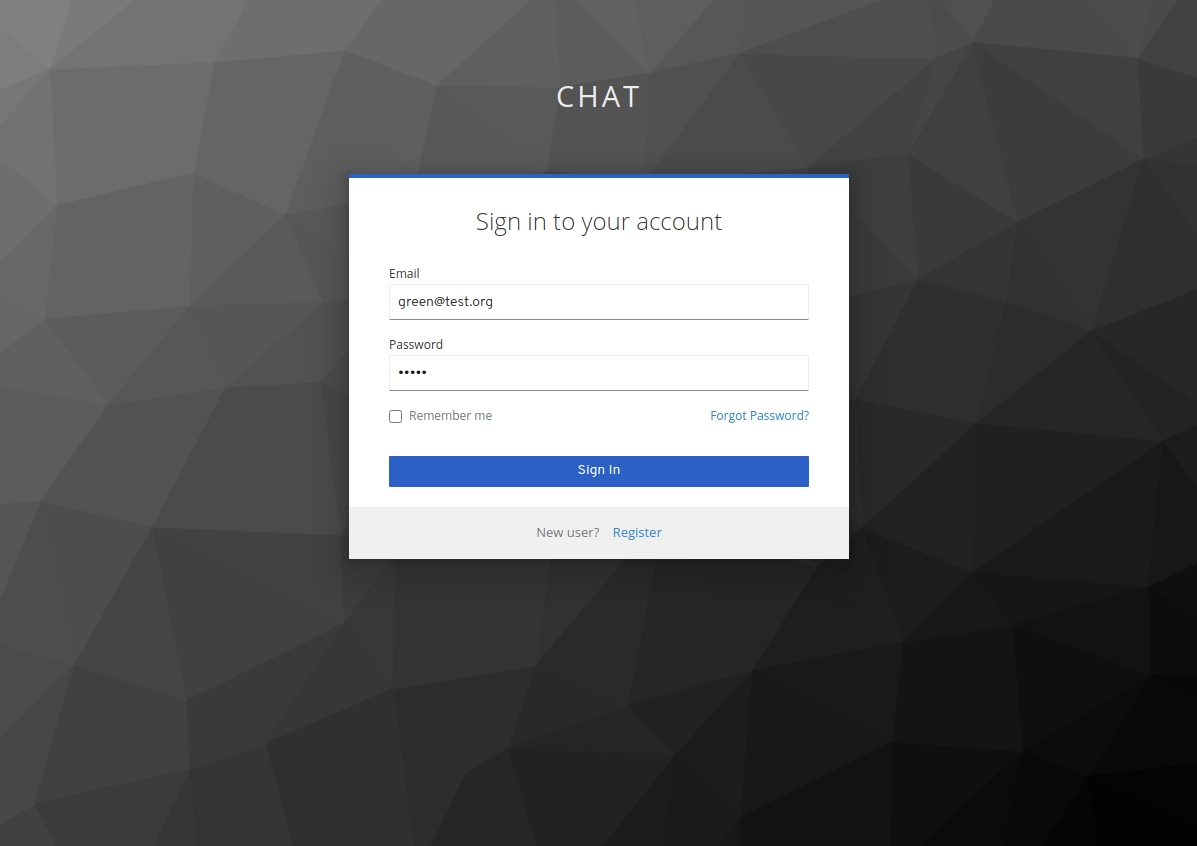 CHAT
Sign in to your account
Email
green@test.org
Password
•••••
Remember me Forgot Password?
Sign In
New user? Register